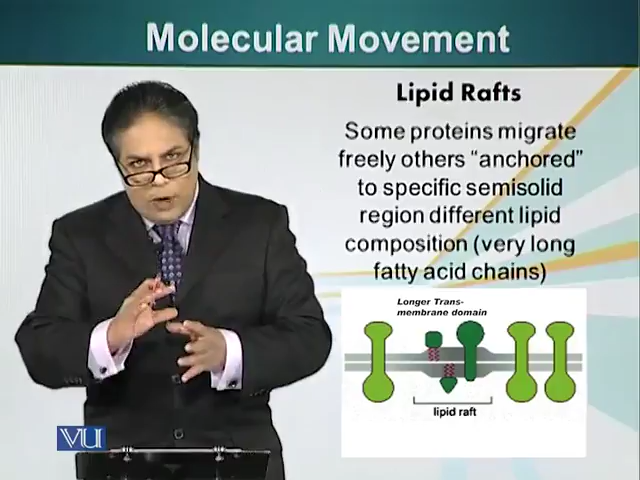 Molecular Movement
Lipid Rafts
Some proteins migrate
freely others "anchored"
to specific semisolid
region different lipid
composition (very long
fatty acid chains)
Longer Trans-
membrane domain
lipid raft
VU